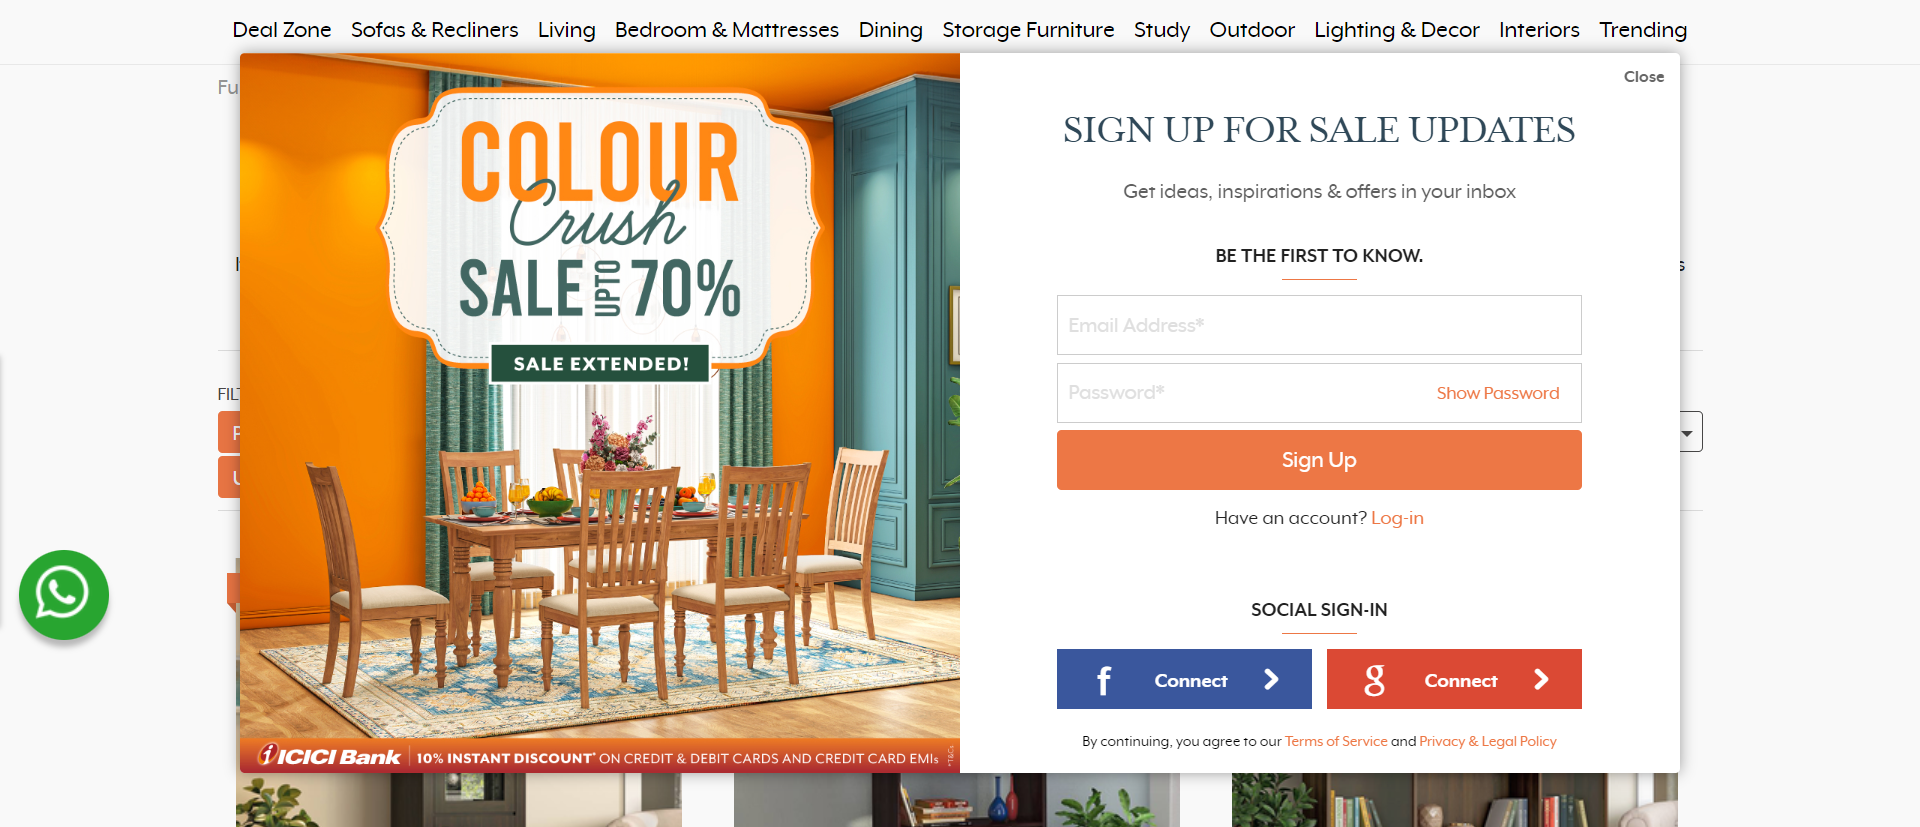 Deal Zone Sofas & Recliners Living Bedroom & Mattresses Dining Storage Furniture Study Outdoor Lighting & Decor Interiors Trending
Fu
COLOUR
Crush
SALE UPTO 70%
SALE EXTENDED!
ICICI Bank 10% INSTANT DISCOUNT* ON CREDIT & DEBIT CARDS AND CREDIT CARD EMIs *T&Cs
Close
SIGN UP FOR SALE UPDATES
Get ideas, inspirations & offers in your inbox
BE THE FIRST TO KNOW.
Email Address*
Password* Show Password
Sign Up
Have an account? Log-in
SOCIAL SIGN-IN
f Connect g Connect
By continuing, you agree to our Terms of Service and Privacy & Legal Policy